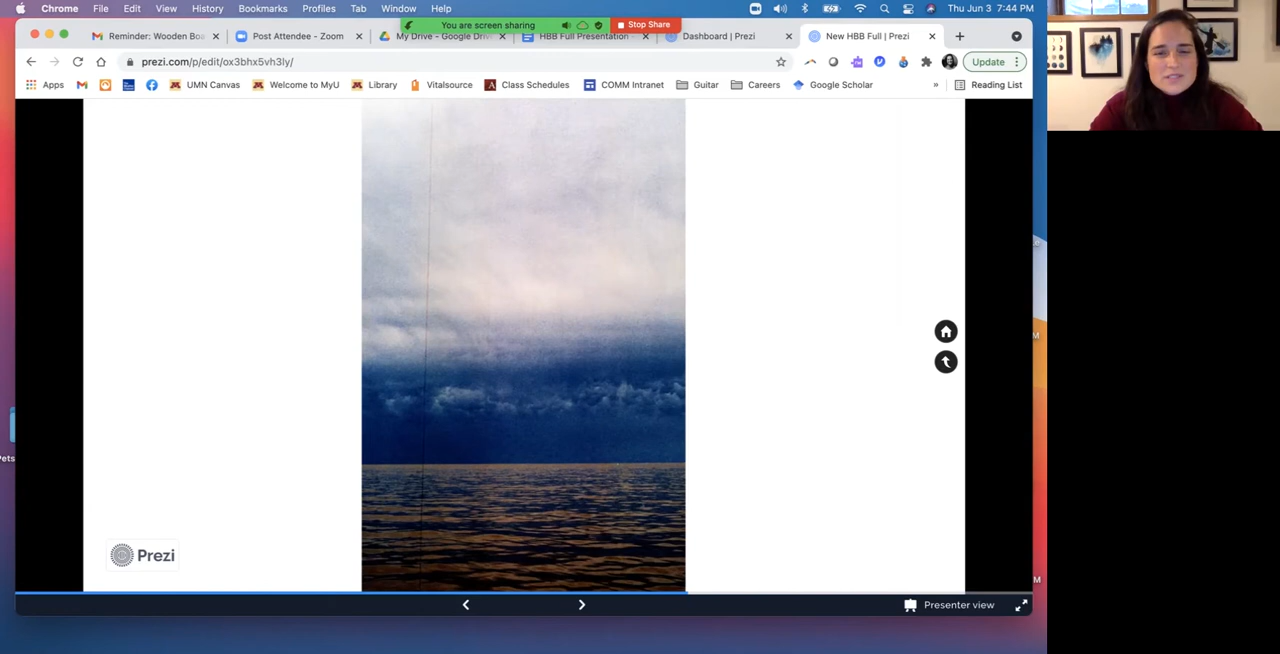 Chrome File Edit View History Bookmarks Profiles Tab Window Help Thu Jun 3 7:44 PM
You are screen sharing Stop Share
Reminder: Wooden Boa Post Attendee - Zoom My Drive - Google Driv HBB Full Presentation - Dashboard | Prezi New HBB Full | Prezi
prezi.com/p/edit/ox3bhx5vh3ly/ Update
Apps UMN Canvas Welcome to MyU Library Vitalsource Class Schedules COMM Intranet Guitar Careers Google Scholar » Reading List
Pets
Prezi
Presenter view